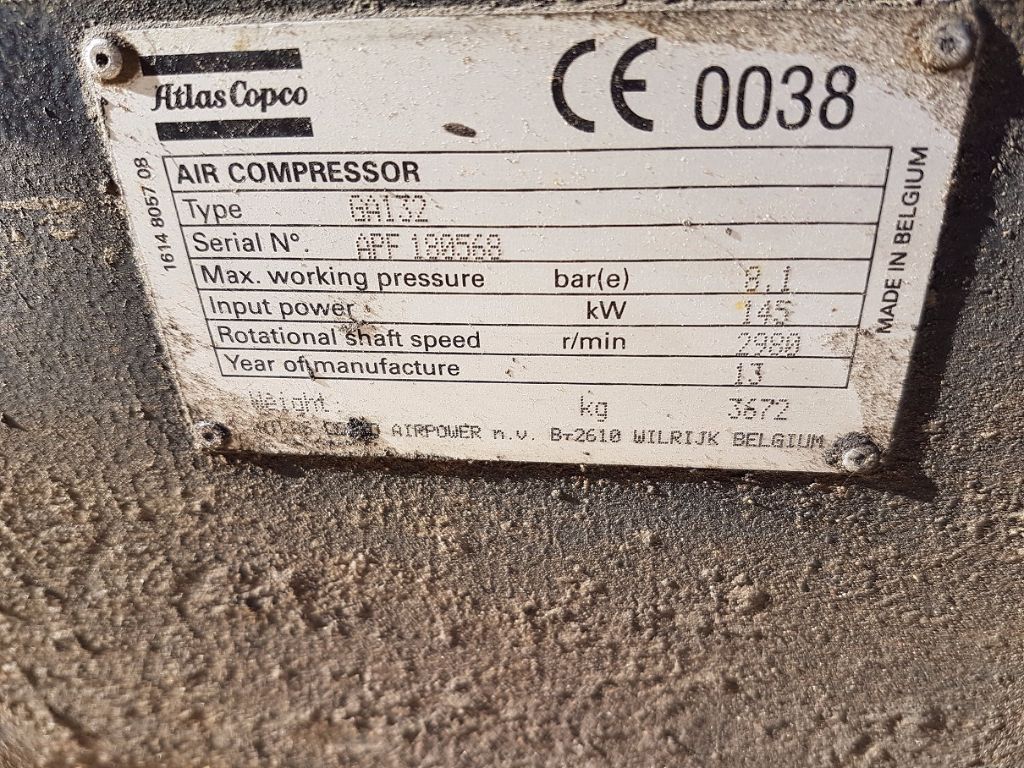 Atlas Copco
CE 0038
AIR COMPRESSOR
Type GA132
Serial N°. APF 180568
Max. working pressure bar(e) 8.1
Input power kW 145
Rotational shaft speed r/min 2980
Year of manufacture 13
Weight kg 3672
AIRPOWER n.v. B-2610 WILRIJK BELGIUM
1614 8057 08
MADE IN BELGIUM